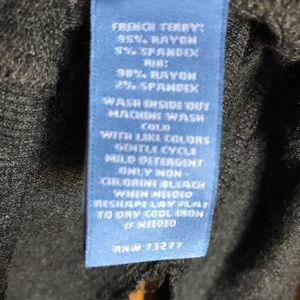 FRENCH TERRY:
95% RAYON
5% SPANDEX
RIB:
98% RAYON
2% SPANDEX
WASH INSIDE OUT
MACHINE WASH
COLD
WITH LIKE COLORS
GENTLE CYCLE
MILD DETERGENT
ONLY NON-
CHLORINE BLEACH
WHEN NEEDED
RESHAPE LAY FLAT
TO DRY COOL IRON
IF NEEDED
RN# 73277